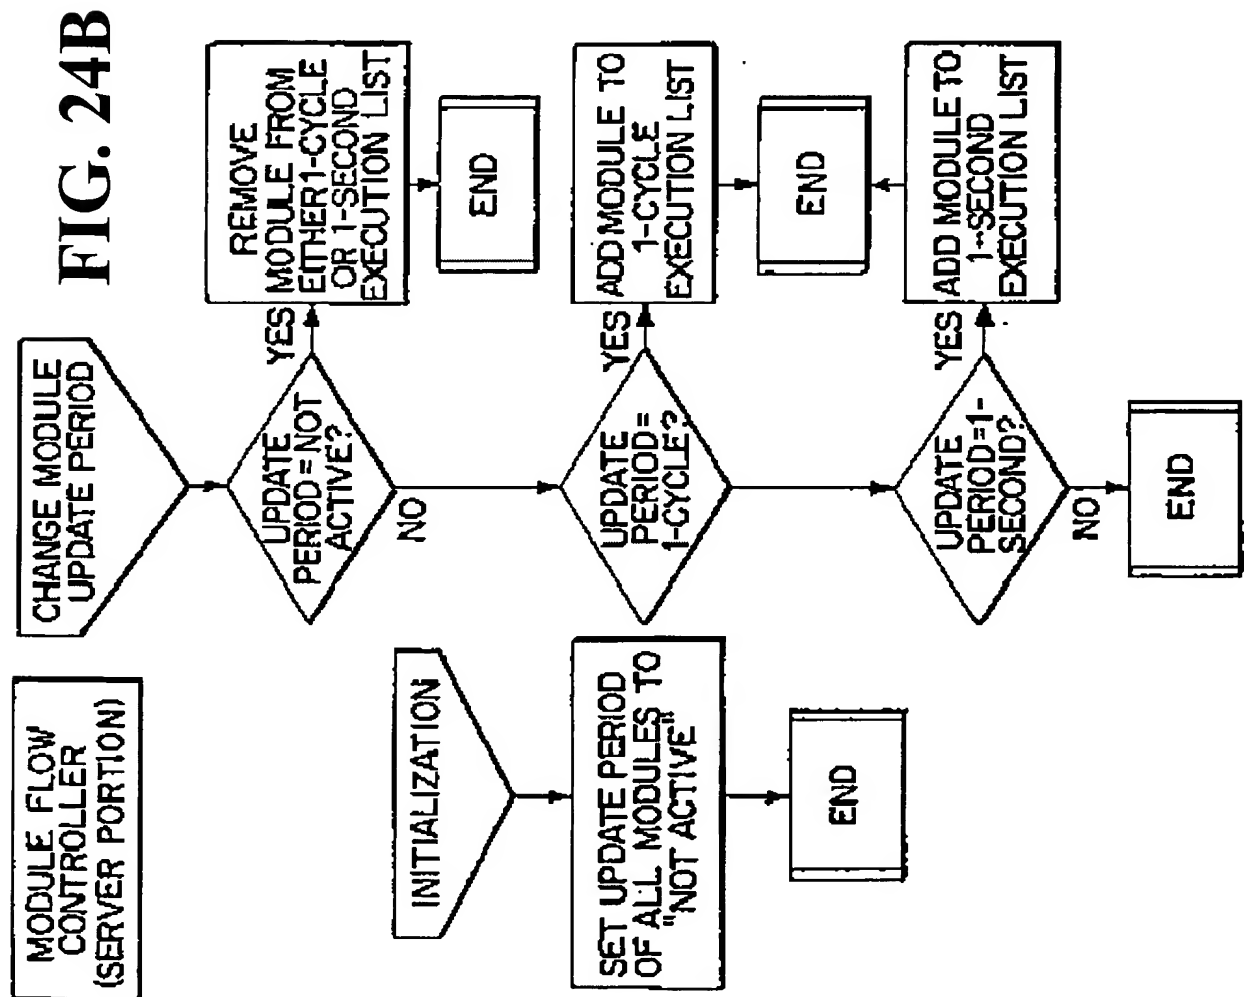 FIG. 24B
MODULE FLOW
CONTROLLER
(SERVER PORTION)
INITIALIZATION
SET UPDATE PERIOD
OF ALL MODULES TO
"NOT ACTIVE"
END
CHANGE MODULE
UPDATE PERIOD
UPDATE
PERIOD=NOT
ACTIVE?
YES
NO
REMOVE
MODULE FROM
EITHER 1-CYCLE
OR 1-SECOND
EXECUTION LIST
END
UPDATE
PERIOD=
1-CYCLE?
YES
ADD MODULE TO
1-CYCLE
EXECUTION LIST
END
UPDATE
PERIOD=1-
SECOND?
YES
NO
ADD MODULE TO
1-SECOND
EXECUTION LIST
END